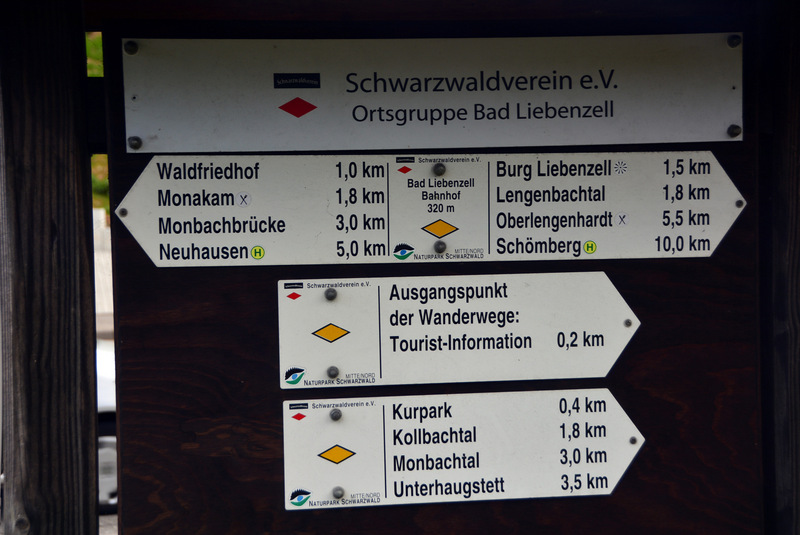 Schwarzwaldverein e.V.
Ortsgruppe Bad Liebenzell
Waldfriedhof 1,0 km
Monakam 1,8 km
Monbachbrücke 3,0 km
Neuhausen H 5,0 km
Schwarzwaldverein e.V.
Bad Liebenzell
Bahnhof
320 m
MITTE/NORD
NATURPARK SCHWARZWALD
Burg Liebenzell 1,5 km
Lengenbachtal 1,8 km
Oberlengenhardt 5,5 km
Schömberg H 10,0 km
Schwarzwaldverein e.V.
MITTE/NORD
NATURPARK SCHWARZWALD
Ausgangspunkt
der Wanderwege:
Tourist-Information 0,2 km
Schwarzwaldverein e.V.
MITTE/NORD
NATURPARK SCHWARZWALD
Kurpark 0,4 km
Kollbachtal 1,8 km
Monbachtal 3,0 km
Unterhaugstett 3,5 km